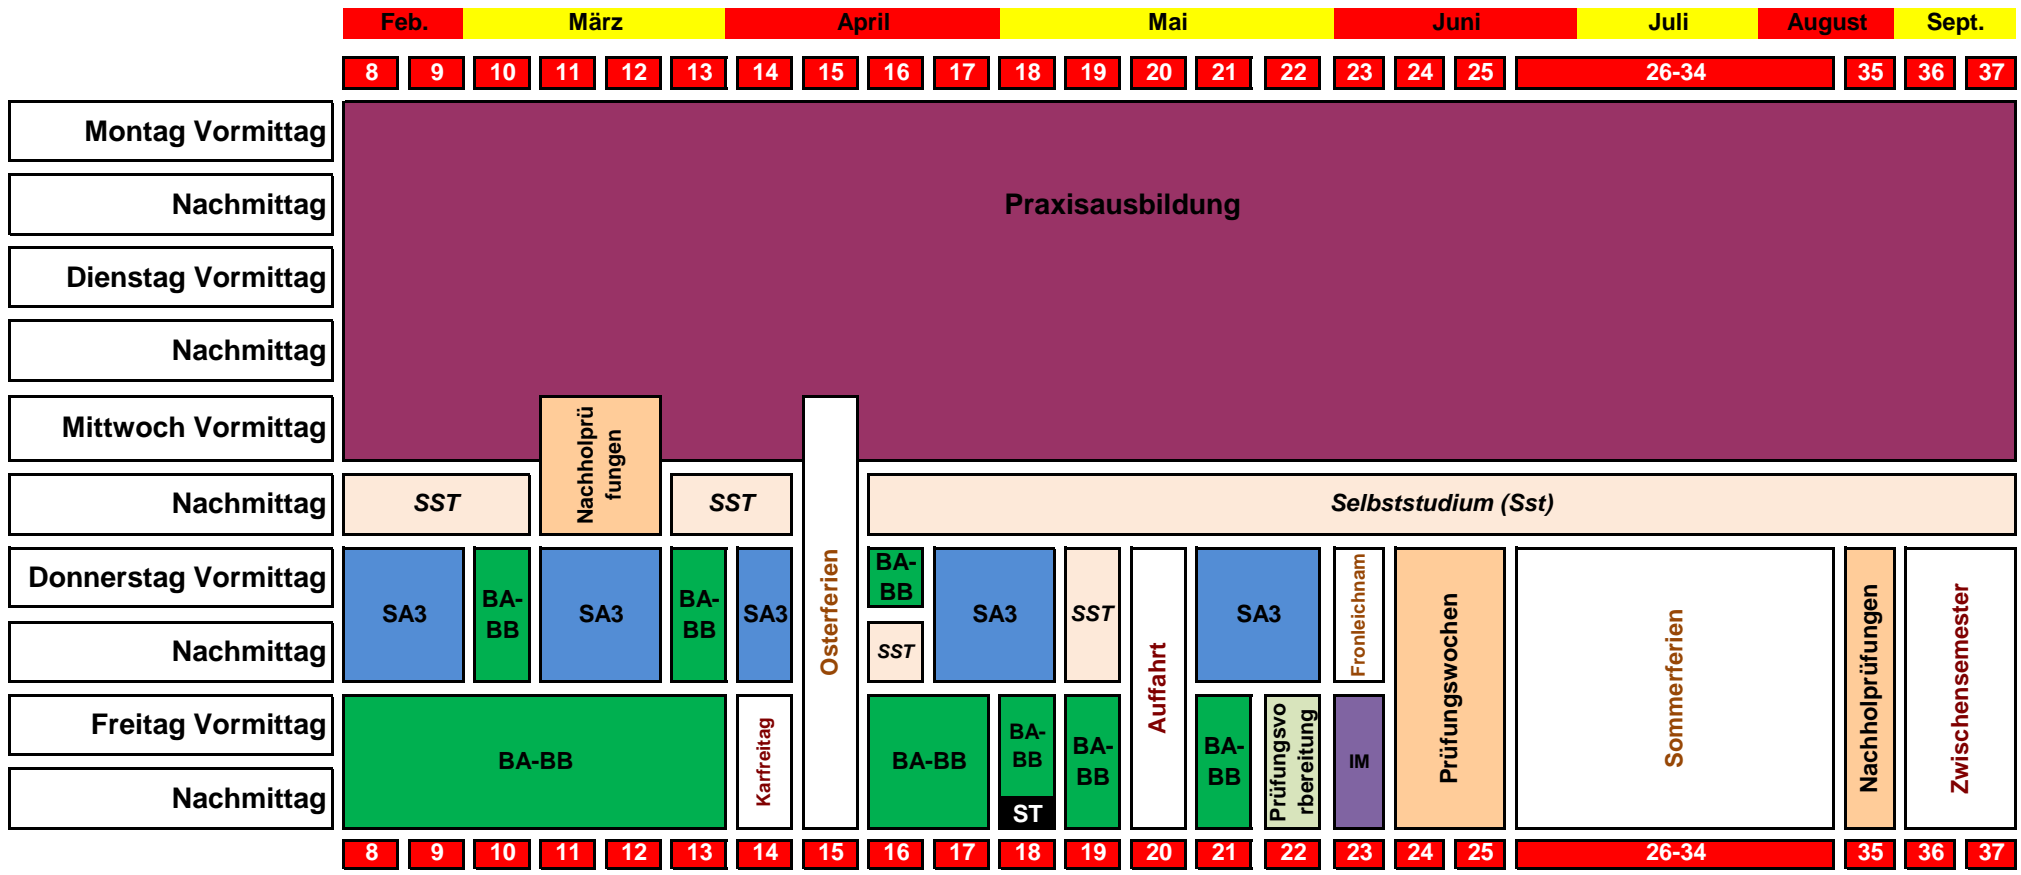 Feb. März April Mai Juni Juli August Sept.
8 9 10 11 12 13 14 15 16 17 18 19 20 21 22 23 24 25 26-34 35 36 37
Montag Vormittag
Nachmittag
Praxisausbildung
Dienstag Vormittag
Nachmittag
Mittwoch Vormittag
Nachholprü
fungen
Nachmittag
SST
SST
Selbststudium (Sst)
Donnerstag Vormittag
Nachmittag
SA3
BA-
BB
SA3
BA-
BB
SA3
Osterferien
BA-
BB
SST
SA3
SST
Auffahrt
SA3
Fronleichnam
Prüfungswochen
Sommerferien
Nachholprüfungen
Zwischensemester
Freitag Vormittag
Nachmittag
BA-BB
Karfreitag
BA-BB
BA-
BB
ST
BA-
BB
BA-
BB
Prüfungsvo
rbereitung
IM
8 9 10 11 12 13 14 15 16 17 18 19 20 21 22 23 24 25 26-34 35 36 37